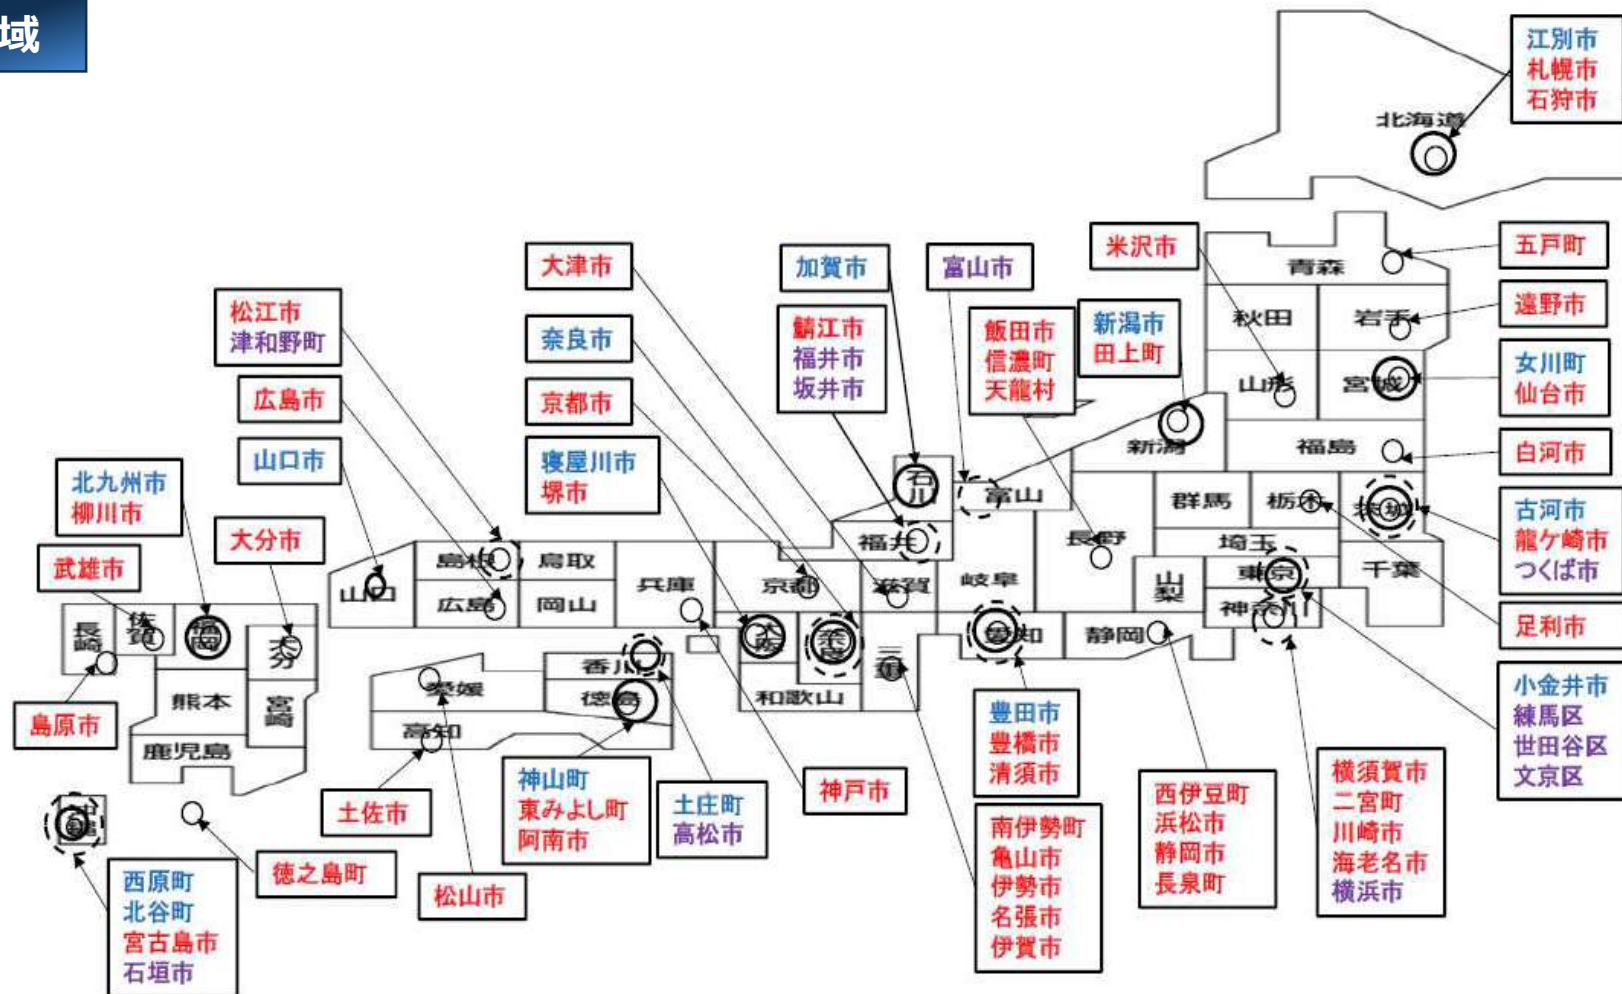 域
江別市
札幌市
石狩市
北海道
五戸町
青森
米沢市
遠野市
秋田
岩手
女川町
仙台市
山形
宮城
白河市
福島
新潟市
田上町
新潟
富山市
飯田市
信濃町
天龍村
加賀市
鯖江市
福井市
坂井市
大津市
奈良市
京都市
寝屋川市
堺市
松江市
津和野町
広島市
山口市
北九州市
柳川市
大分市
武雄市
石川
富山
福井
長野
群馬
栃木
茨城
埼玉
東京
千葉
山梨
神奈川
古河市
龍ケ崎市
つくば市
足利市
小金井市
練馬区
世田谷区
文京区
島根
鳥取
広島
岡山
山口
兵庫
京都
滋賀
岐阜
大阪
奈良
三重
愛知
静岡
和歌山
長崎
佐賀
福岡
大分
熊本
宮崎
鹿児島
島原市
香川
徳島
愛媛
高知
沖縄
西原町
北谷町
宮古島市
石垣市
徳之島町
土佐市
松山市
神山町
東みよし町
阿南市
土庄町
高松市
神戸市
豊田市
豊橋市
清須市
南伊勢町
亀山市
伊勢市
名張市
伊賀市
西伊豆町
浜松市
静岡市
長泉町
横須賀市
二宮町
川崎市
海老名市
横浜市